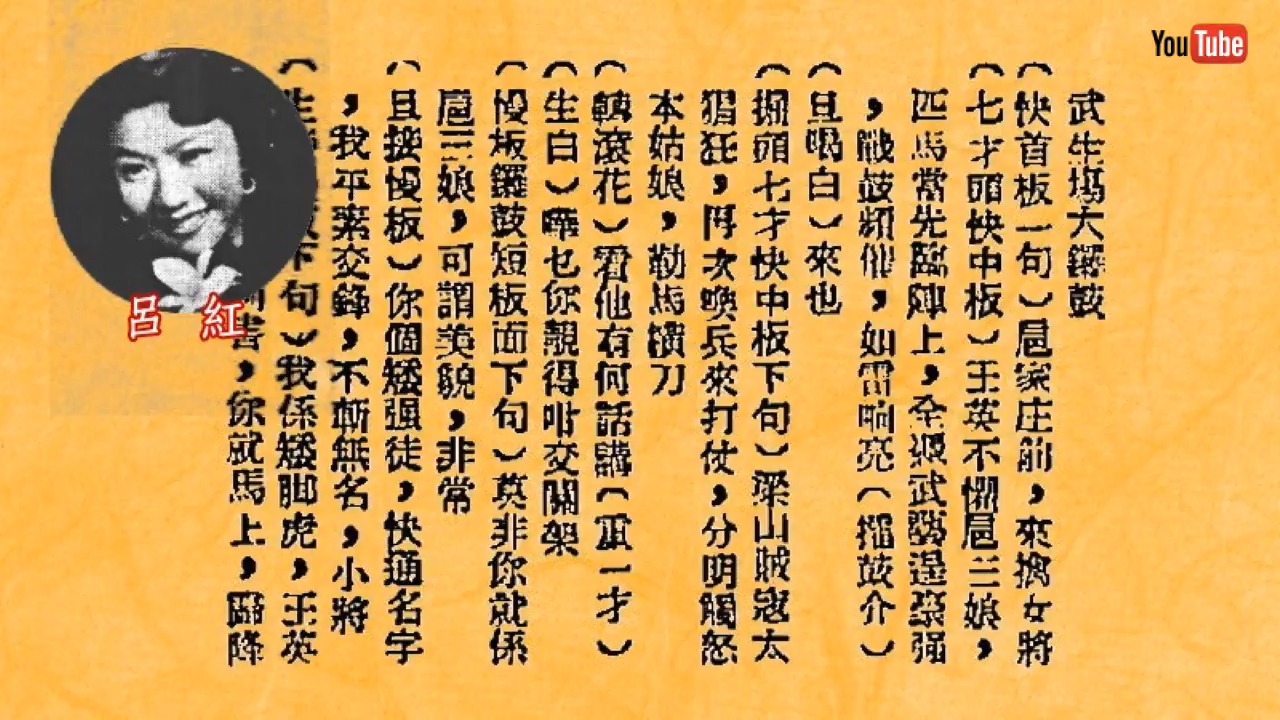 武生塲大鑼鼓
（快首板一句）扈家庄前，來擒女將
（七才頭快中板）王英不懼扈三娘，
匹馬當先臨陣上，全憑武藝逞豪强
，戰鼓頻催，如雷响亮（擂鼓介）
（旦喝白）來也
（掘頭七才快中板下句）梁山賊寇太
猖狂，再次喚兵來打仗，分明觸怒
本姑娘，勒馬橫刀
（轉滾花）看他有何話講（重一才）
（生白）嘩乜你靚得咁交關架
（慢板鑼鼓短板面下句）莫非你就係
扈三娘，可謂美貌，非常
（旦接慢板）你個矮强徒，快通名字
，我平素交鋒，不斬無名，小將
下句）我係矮脚虎，王英
書，你就馬上，歸降
呂 紅
YouTube